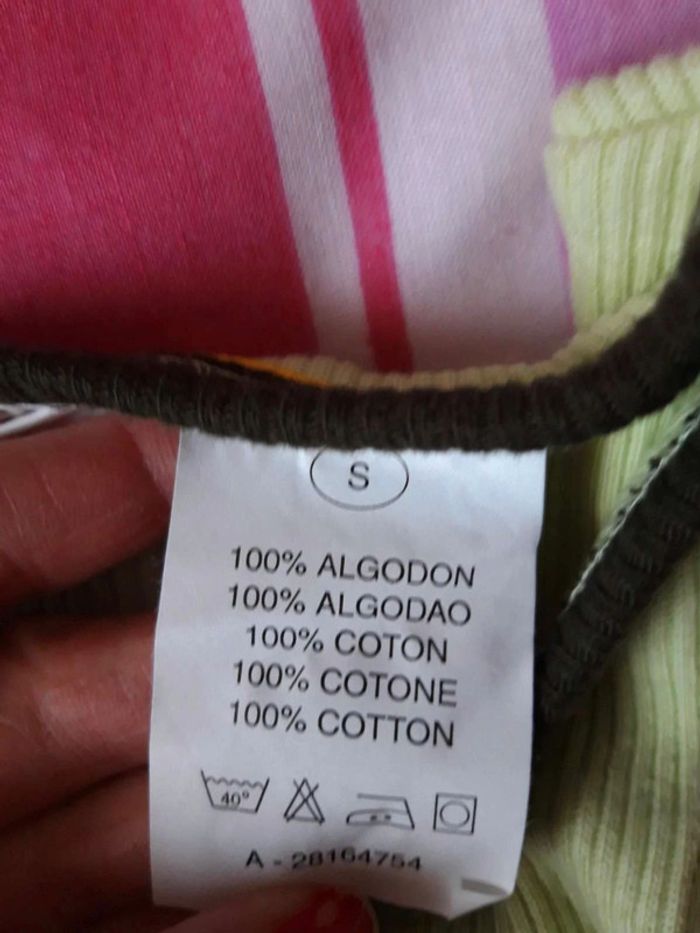 S
100% ALGODON
100% ALGODAO
100% COTON
100% COTONE
100% COTTON
40°
A - 28164754